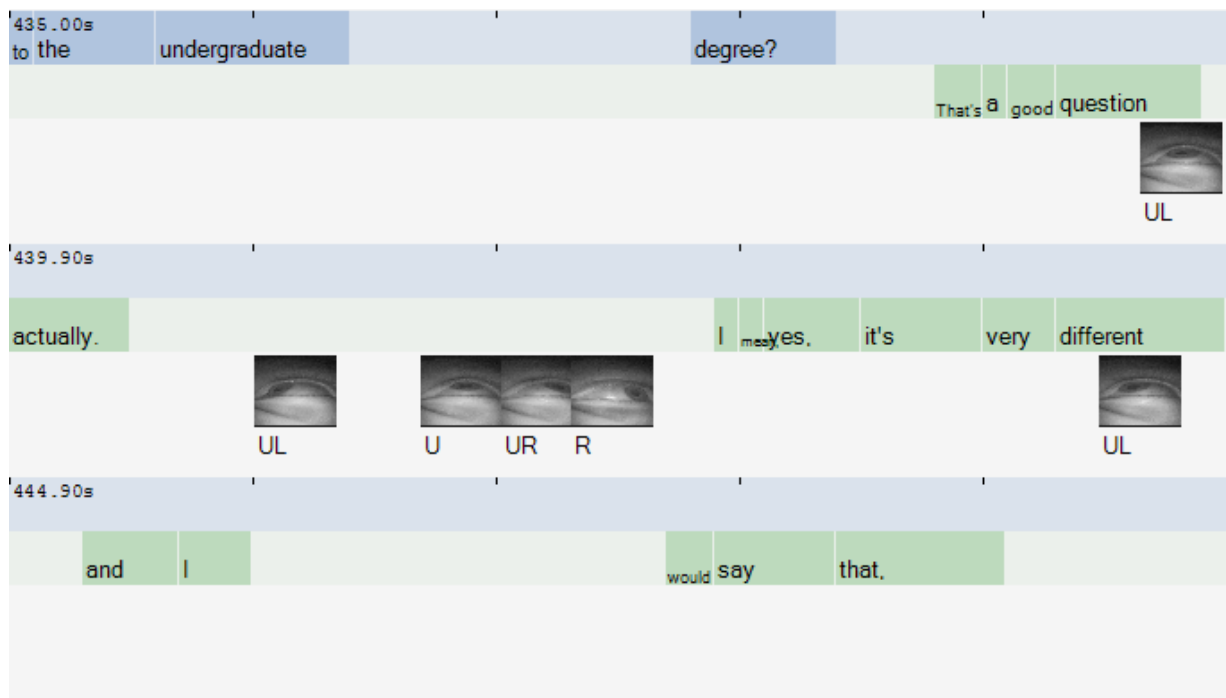 435.00s
to the undergraduate degree?
That's a good question
UL
439.90s
actually. I mean, yes, it's very different
UL U UR R UL
444.90s
and I would say that,